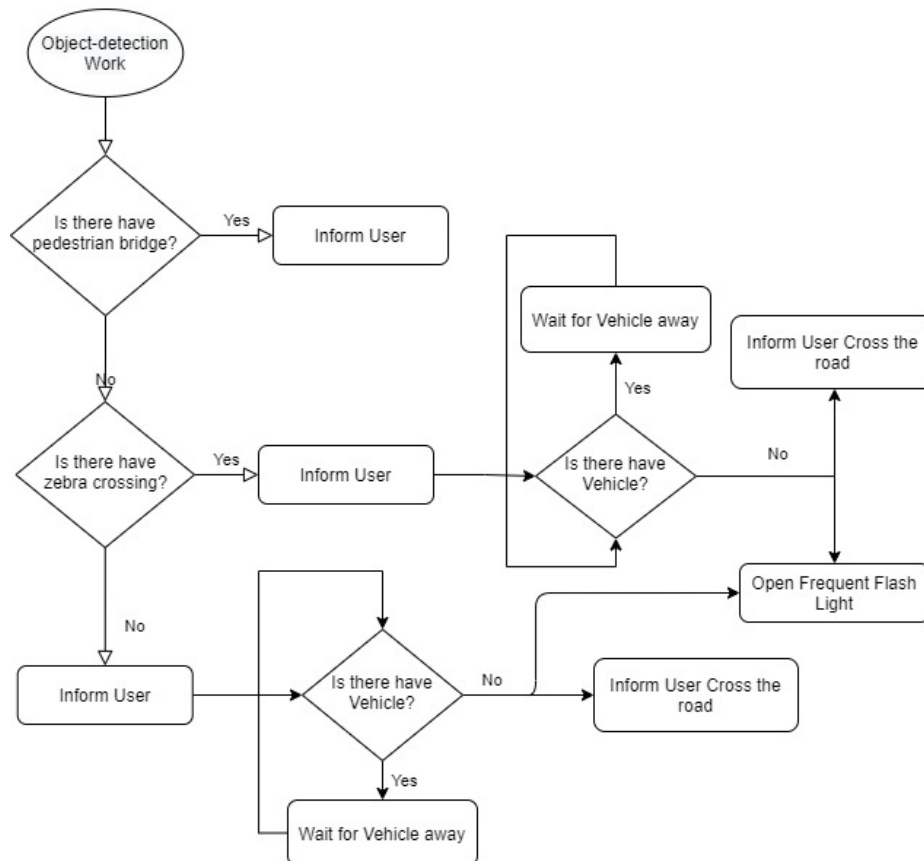 Object-detection
Work
Is there have
pedestrian bridge?
Yes
Inform User
Wait for Vehicle away
Inform User Cross the
road
No
Yes
Is there have
zebra crossing?
Yes
Inform User
Is there have
Vehicle?
No
Open Frequent Flash
Light
No
Inform User
Is there have
Vehicle?
No
Inform User Cross the
road
Yes
Wait for Vehicle away